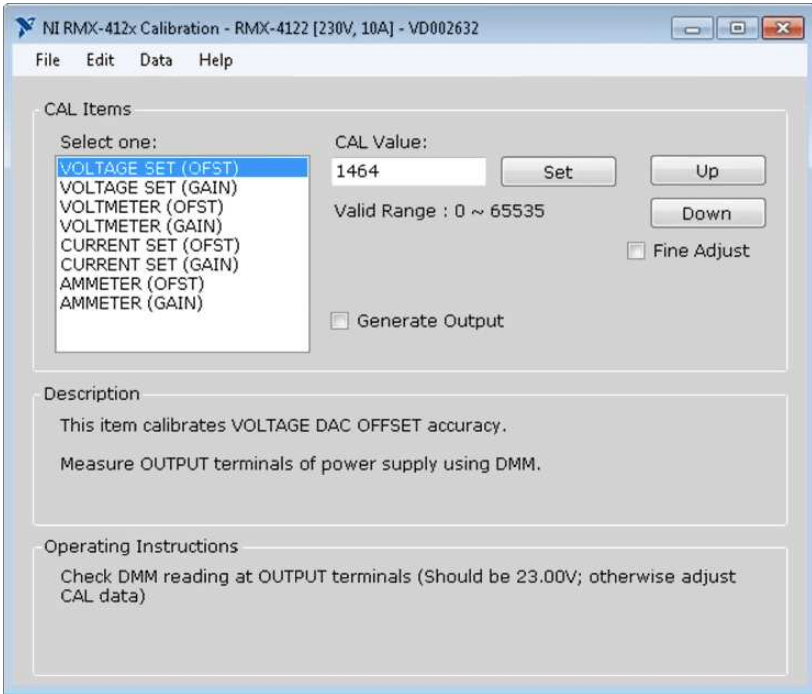 NI RMX-412x Calibration - RMX-4122 [230V, 10A] - VD002632
File Edit Data Help
CAL Items
Select one:
VOLTAGE SET (OFST)
VOLTAGE SET (GAIN)
VOLTMETER (OFST)
VOLTMETER (GAIN)
CURRENT SET (OFST)
CURRENT SET (GAIN)
AMMETER (OFST)
AMMETER (GAIN)
CAL Value:
1464
Set
Up
Valid Range : 0 ~ 65535
Down
Fine Adjust
Generate Output
Description
This item calibrates VOLTAGE DAC OFFSET accuracy.
Measure OUTPUT terminals of power supply using DMM.
Operating Instructions
Check DMM reading at OUTPUT terminals (Should be 23.00V; otherwise adjust
CAL data)